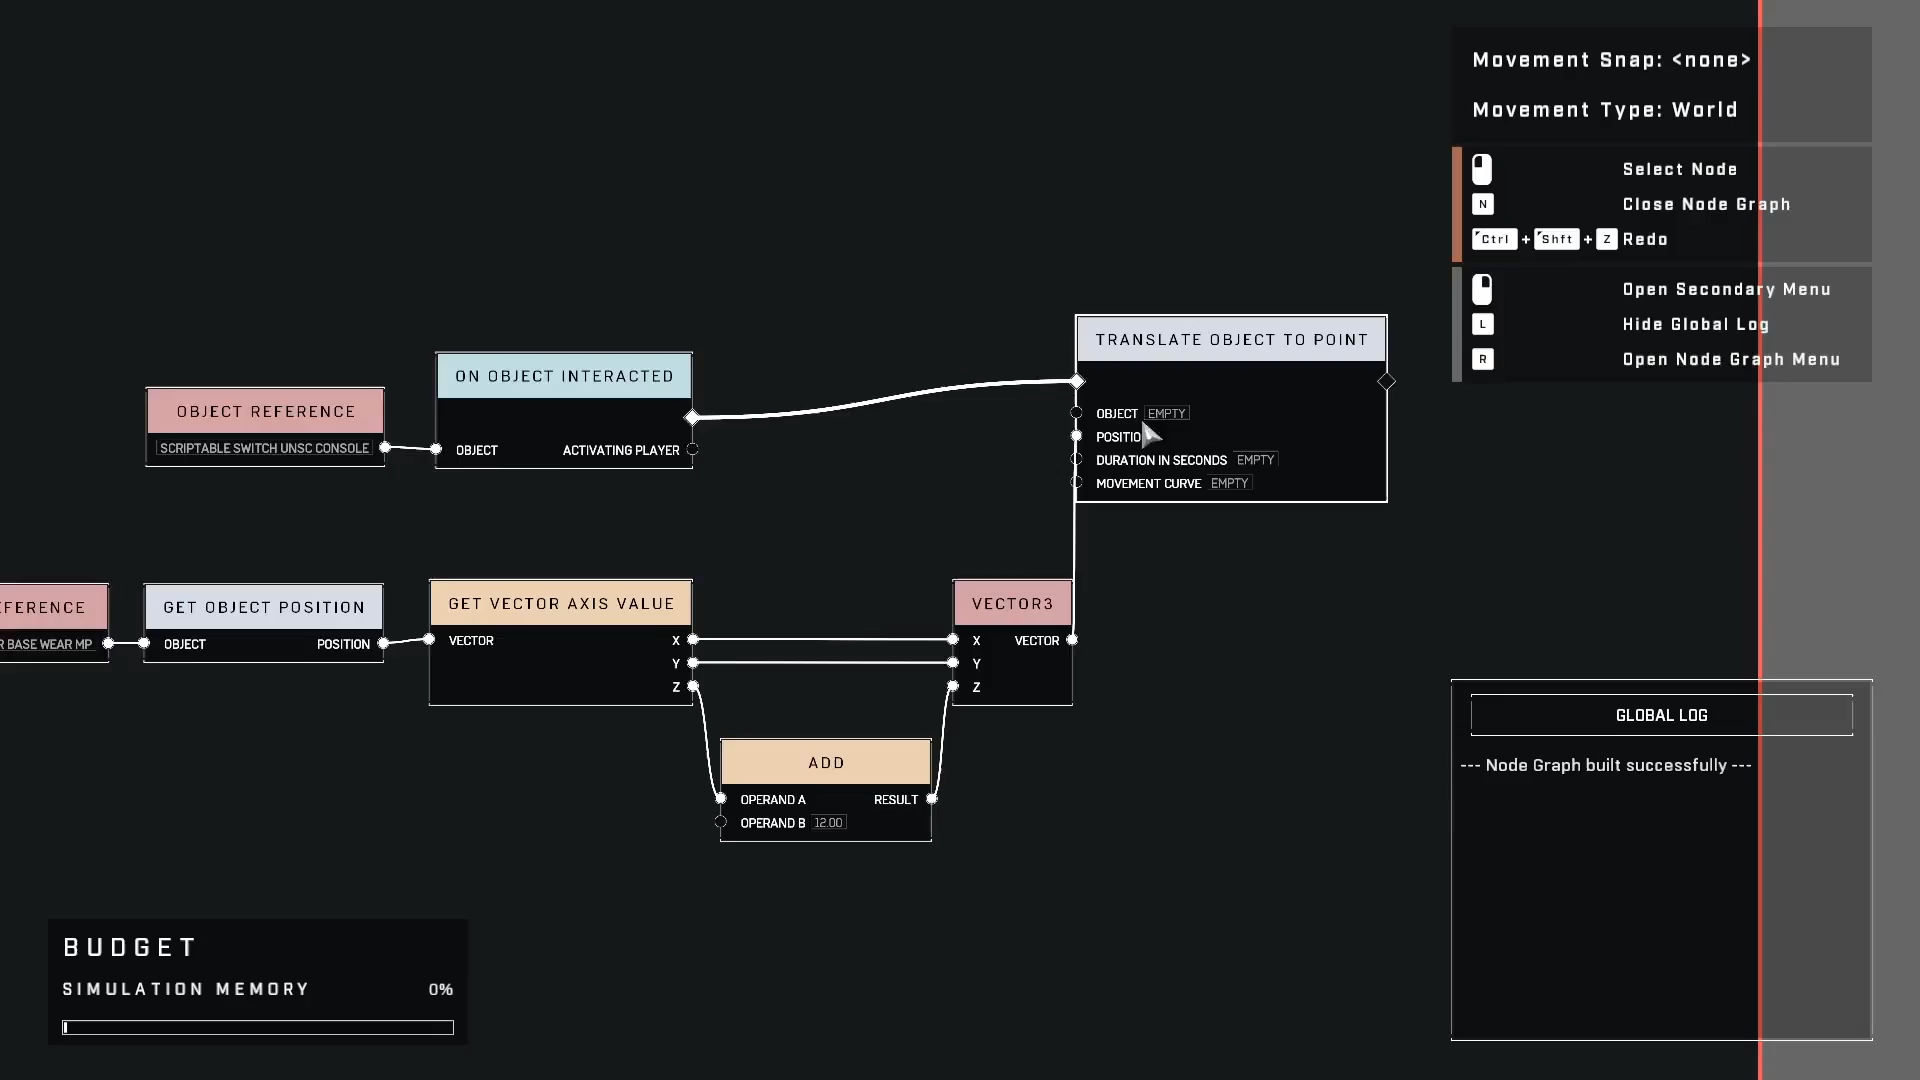 Movement Snap: <none>
Movement Type: World
Select Node
N Close Node Graph
Ctrl + Shft + Z Redo
Open Secondary Menu
L Hide Global Log
R Open Node Graph Menu
TRANSLATE OBJECT TO POINT
OBJECT EMPTY
POSITIO
DURATION IN SECONDS EMPTY
MOVEMENT CURVE EMPTY
ON OBJECT INTERACTED
OBJECT ACTIVATING PLAYER
OBJECT REFERENCE
SCRIPTABLE SWITCH UNSC CONSOLE
EFERENCE
R BASE WEAR MP
GET OBJECT POSITION
OBJECT POSITION
GET VECTOR AXIS VALUE
VECTOR X
Y
Z
VECTOR3
X VECTOR
Y
Z
ADD
OPERAND A RESULT
OPERAND B 12.00
GLOBAL LOG
--- Node Graph built successfully ---
BUDGET
SIMULATION MEMORY 0%